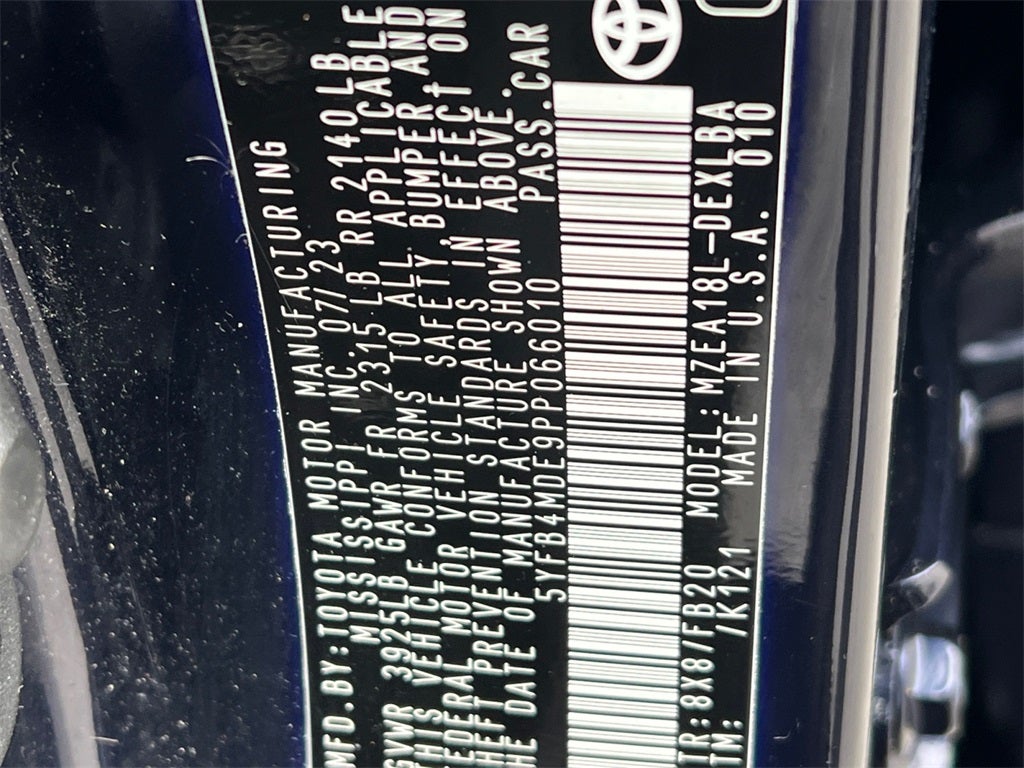 MFD.BY:TOYOTA MOTOR MANUFACTURING
MISSISSIPPI INC. 07/23
GVWR 3925LB GAWR FR 2315LB RR 2140LB
THIS VEHICLE CONFORMS TO ALL APPLICABLE
FEDERAL MOTOR VEHICLE SAFETY, BUMPER, AND
THEFT PREVENTION STANDARDS IN EFFECT ON
THE DATE OF MANUFACTURE SHOWN ABOVE.
5YFB4MDE9PP066010 PASS.CAR
TR:8X8/FB20 MODEL:MZEA18L-DEXLBA
TM: /K121 MADE IN U.S.A. 010